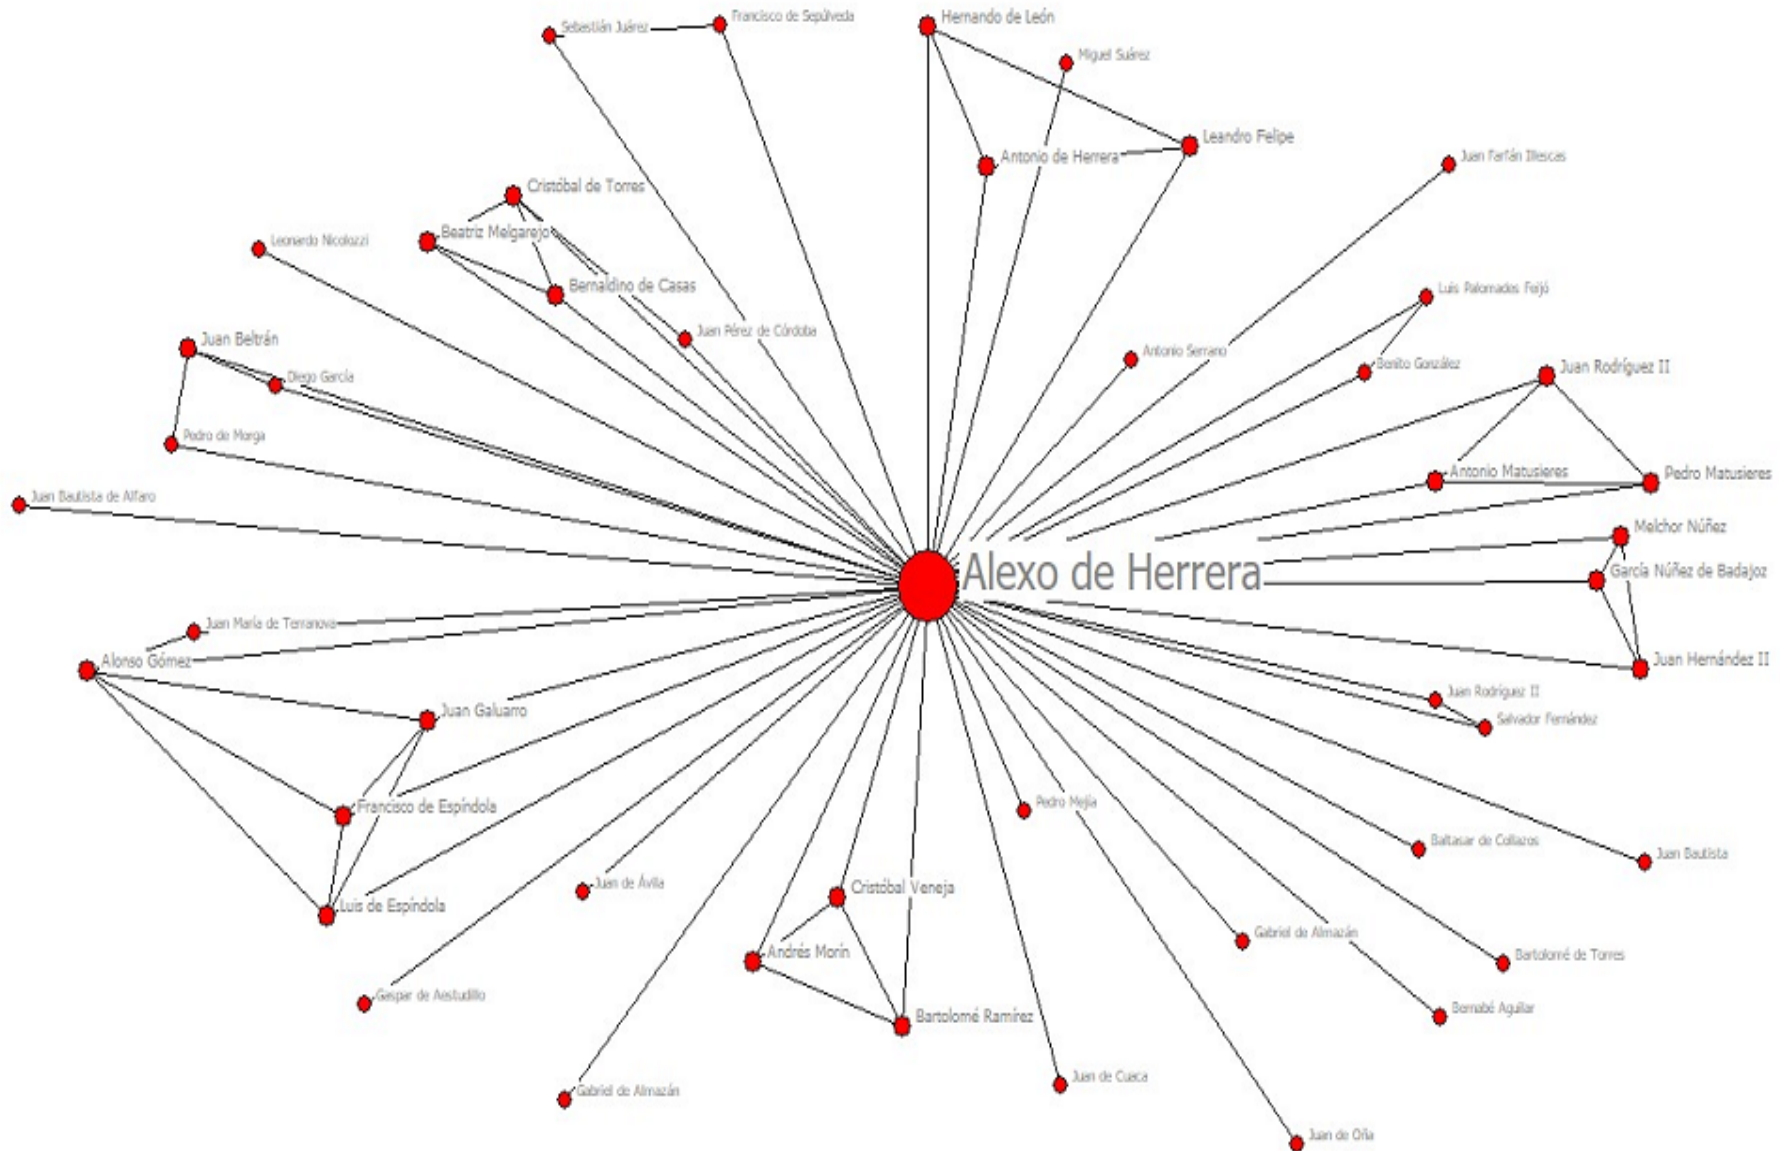 Francisco de Sepúlveda
Hernando de León
Sebastián Juárez
Miguel Suárez
Leandro Felipe
Antonio de Herrera
Juan Farfán Illescas
Cristóbal de Torres
Beatriz Melgarejo
Leonardo Nicolozzi
Bernaldino de Casas
Luis Palomados Feijó
Juan Pérez de Córdoba
Juan Beltrán
Antonio Serrano
Benito González
Juan Rodríguez II
Diego García
Pedro de Morga
Antonio Matusieres
Pedro Matusieres
Juan Bautista de Alfaro
Melchor Núñez
Alexo de Herrera
García Núñez de Badajoz
Juan María de Terranova
Alonso Gómez
Juan Hernández II
Juan Rodríguez II
Juan Galuarro
Salvador Fernández
Francisco de Espíndola
Pedro Mejía
Baltasar de Collazos
Juan Bautista
Juan de Ávila
Cristóbal Veneja
Luis de Espíndola
Gabriel de Almazán
Andrés Morín
Bartolomé de Torres
Gaspar de Aestudillo
Bernabé Aguilar
Bartolomé Ramírez
Juan de Cuaca
Gabriel de Almazán
Juan de Oña